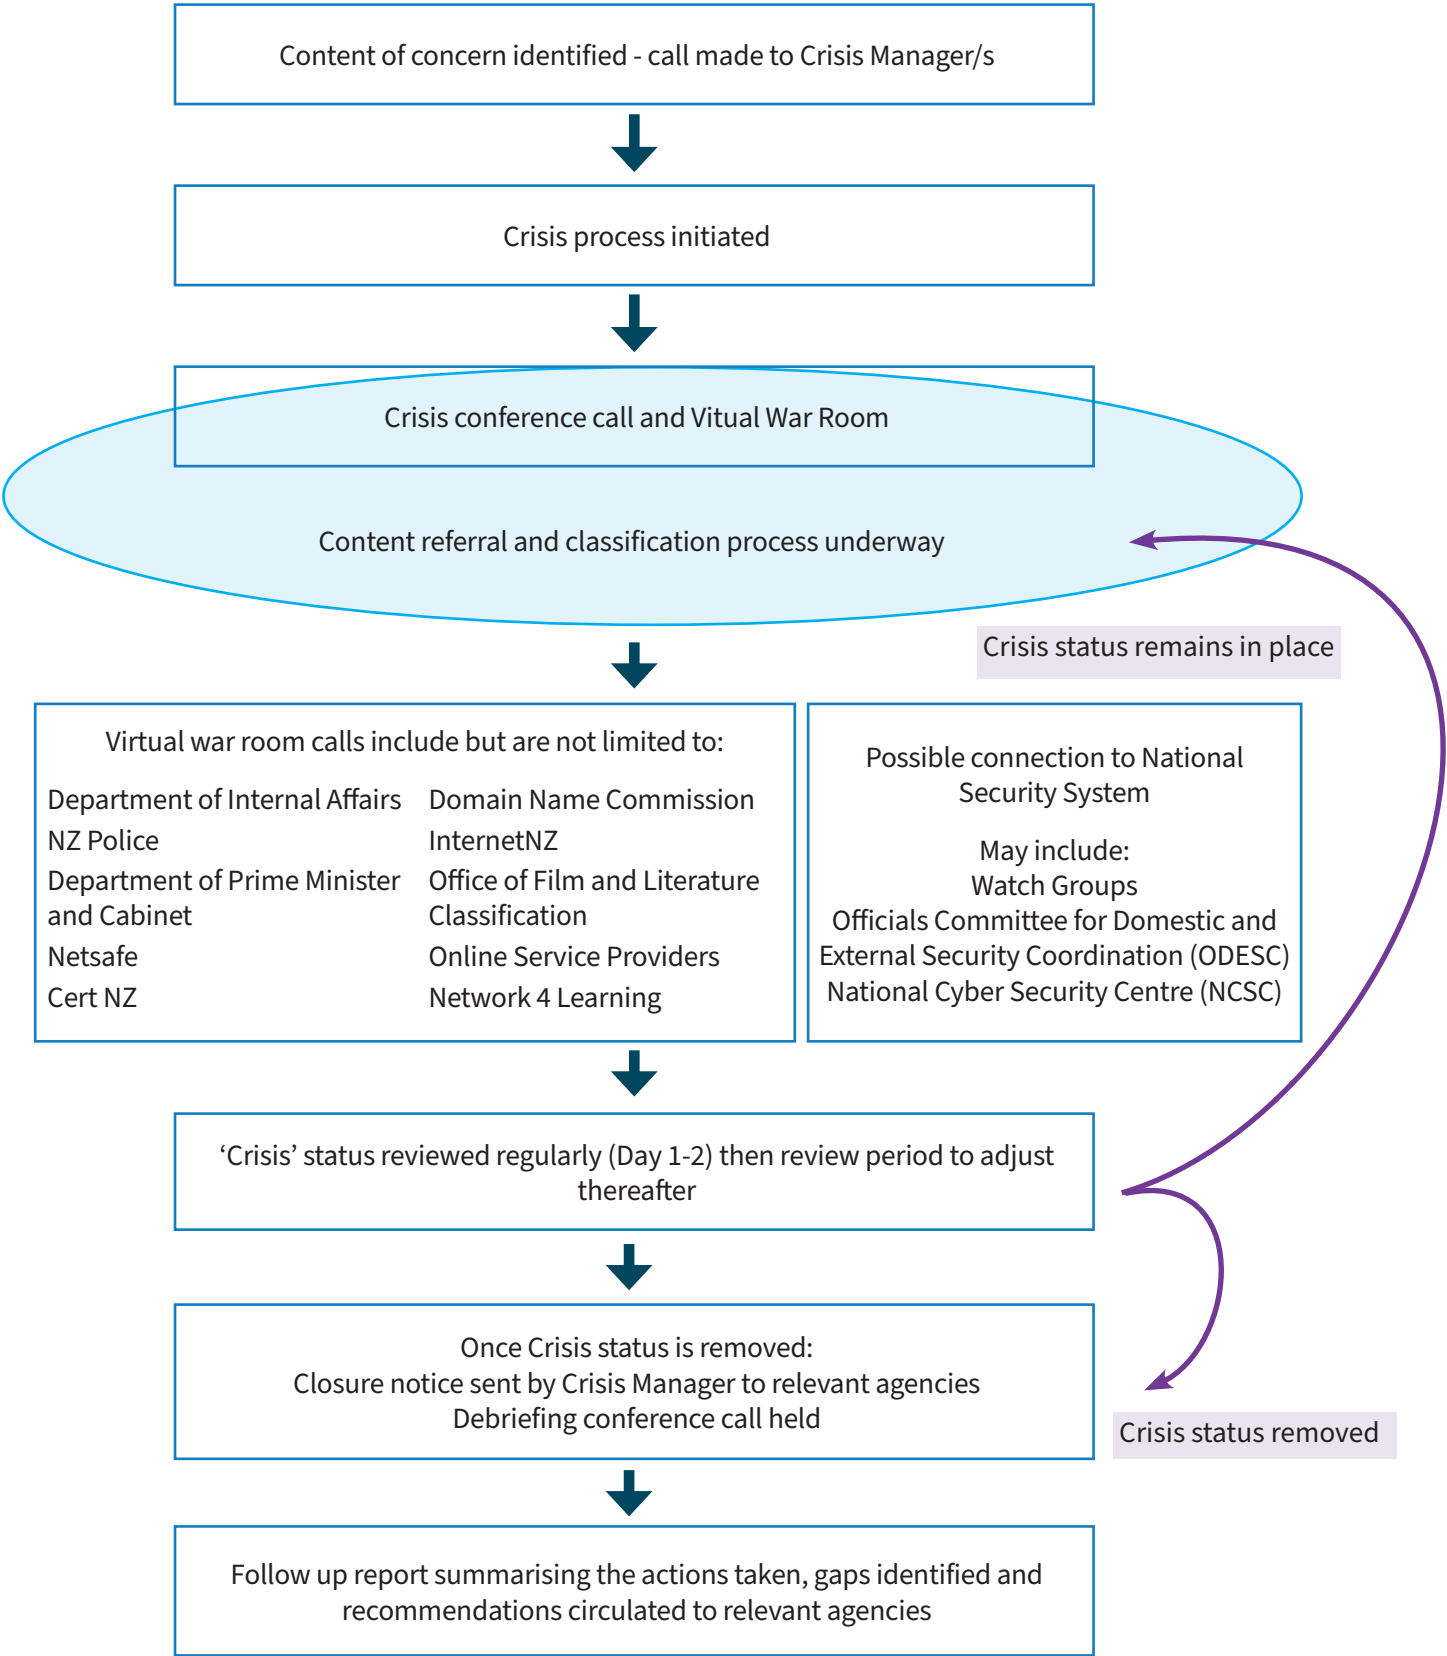 Content of concern identified - call made to Crisis Manager/s
Crisis process initiated
Crisis conference call and Vitual War Room
Content referral and classification process underway
Crisis status remains in place
Virtual war room calls include but are not limited to:
Department of Internal Affairs
NZ Police
Department of Prime Minister
and Cabinet
Netsafe
Cert NZ
Domain Name Commission
InternetNZ
Office of Film and Literature
Classification
Online Service Providers
Network 4 Learning
Possible connection to National
Security System
May include:
Watch Groups
Officials Committee for Domestic and
External Security Coordination (ODESC)
National Cyber Security Centre (NCSC)
‘Crisis’ status reviewed regularly (Day 1-2) then review period to adjust
thereafter
Once Crisis status is removed:
Closure notice sent by Crisis Manager to relevant agencies
Debriefing conference call held
Crisis status removed
Follow up report summarising the actions taken, gaps identified and
recommendations circulated to relevant agencies